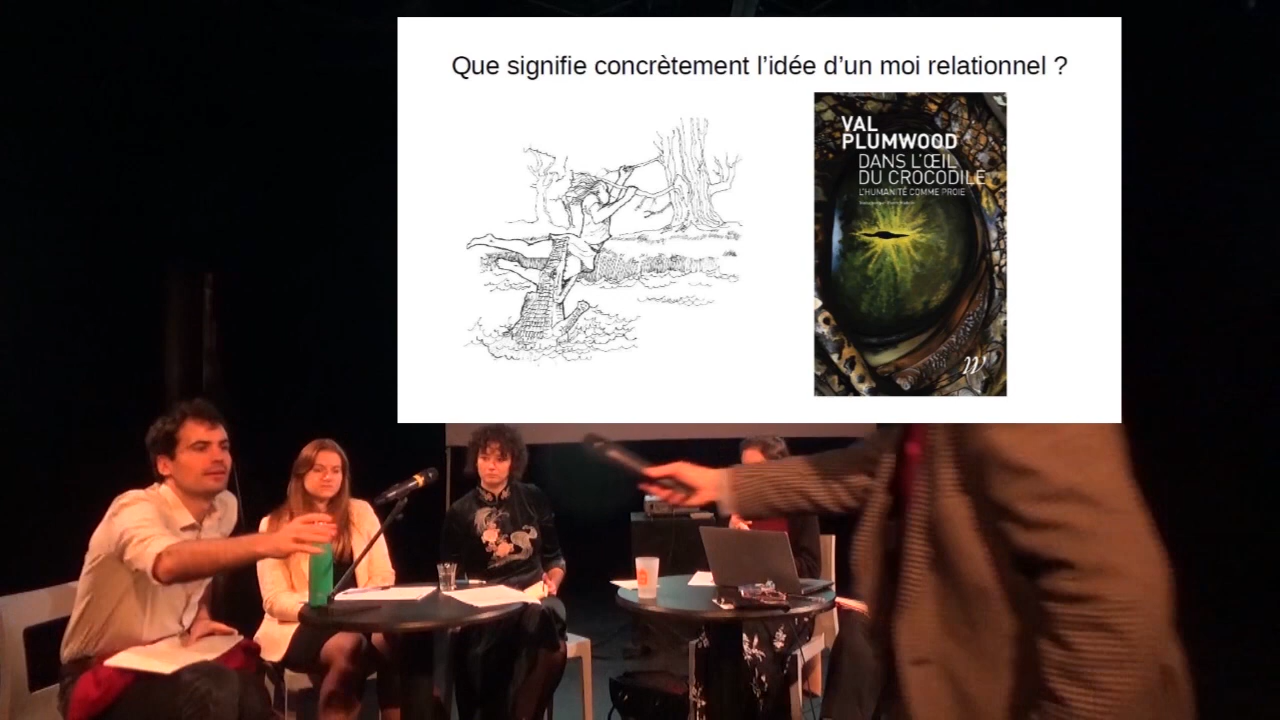 Que signifie concrètement l’idée d’un moi relationnel ?
VAL
PLUMWOOD
DANS L’ŒIL
DU CROCODILE
L’HUMANITÉ COMME PROIE
W